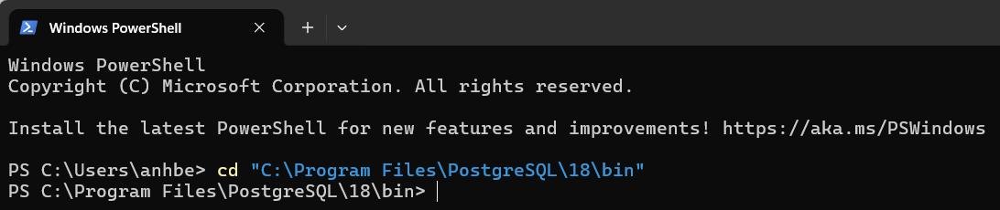 Windows PowerShell
Windows PowerShell
Copyright (C) Microsoft Corporation. All rights reserved.
Install the latest PowerShell for new features and improvements! https://aka.ms/PSWindows
PS C:\Users\anhbe> cd "C:\Program Files\PostgreSQL\18\bin"
PS C:\Program Files\PostgreSQL\18\bin>